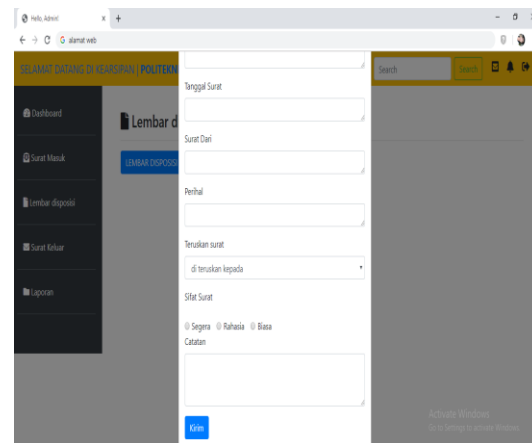 Hello, Admin!
alamat web
SELAMAT DATANG DI KEARSIPAN | POLITEKN
Search
Search
Dashboard
Surat Masuk
Lembar disposisi
Surat Keluar
Laporan
Lembar d
LEMBAR DISPOSISI
Tanggal Surat
Surat Dari
Perihal
Teruskan surat
di teruskan kepada
Sifat Surat
Segera Rahasia Biasa
Catatan
Kirim
Activate Windows
Go to Settings to activate Windows.